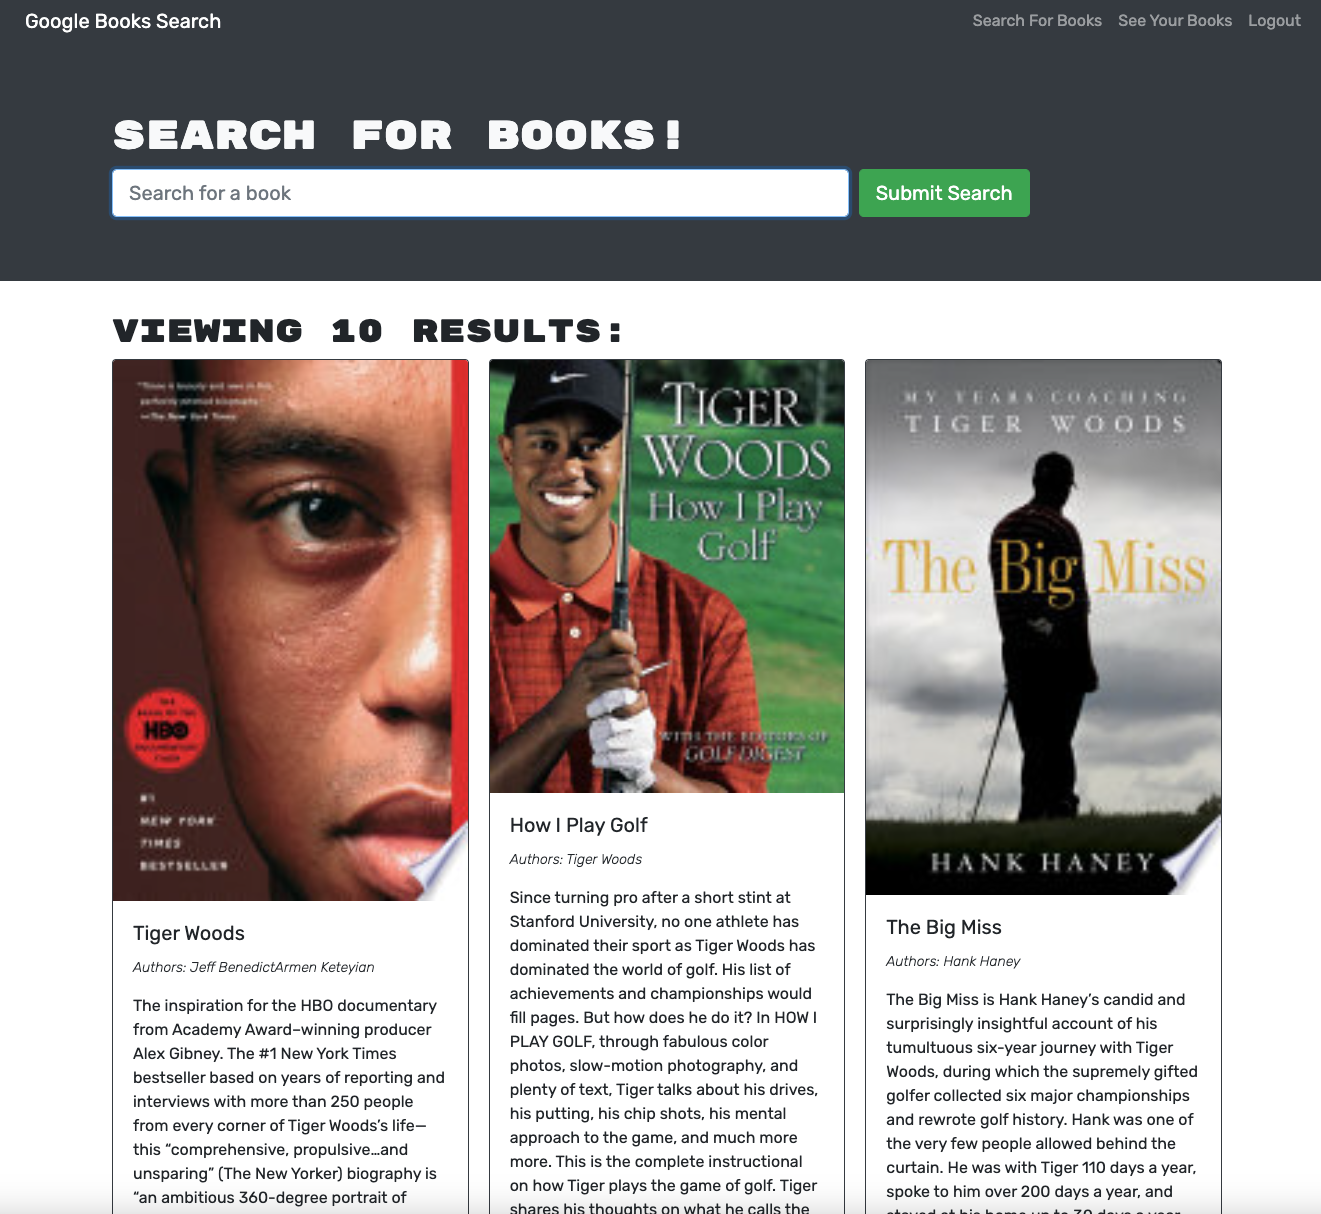 Google Books Search
Search For Books See Your Books Logout
SEARCH FOR BOOKS!
Search for a book
Submit Search
VIEWING 10 RESULTS:
—The New York Times
HBO
#1
NEW YORK
TIMES
BESTSELLER
Tiger Woods
Authors: Jeff BenedictArmen Keteyian
The inspiration for the HBO documentary
from Academy Award–winning producer
Alex Gibney. The #1 New York Times
bestseller based on years of reporting and
interviews with more than 250 people
from every corner of Tiger Woods’s life—
this “comprehensive, propulsive…and
unsparing” (The New Yorker) biography is
“an ambitious 360-degree portrait of
TIGER
WOODS
How I Play
Golf
WITH THE EDITORS OF
GOLF DIGEST
How I Play Golf
Authors: Tiger Woods
Since turning pro after a short stint at
Stanford University, no one athlete has
dominated their sport as Tiger Woods has
dominated the world of golf. His list of
achievements and championships would
fill pages. But how does he do it? In HOW I
PLAY GOLF, through fabulous color
photos, slow-motion photography, and
plenty of text, Tiger talks about his drives,
his putting, his chip shots, his mental
approach to the game, and much more
more. This is the complete instructional
on how Tiger plays the game of golf. Tiger
shares his thoughts on what he calls the
MY YEARS COACHING
TIGER WOODS
The Big Miss
HANK HANEY
The Big Miss
Authors: Hank Haney
The Big Miss is Hank Haney’s candid and
surprisingly insightful account of his
tumultuous six-year journey with Tiger
Woods, during which the supremely gifted
golfer collected six major championships
and rewrote golf history. Hank was one of
the very few people allowed behind the
curtain. He was with Tiger 110 days a year,
spoke to him over 200 days a year, and
stayed at his home up to 30 days a year